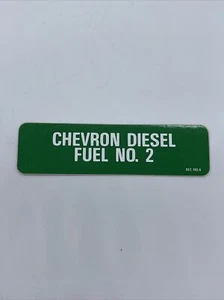 CHEVRON DIESEL
FUEL NO. 2